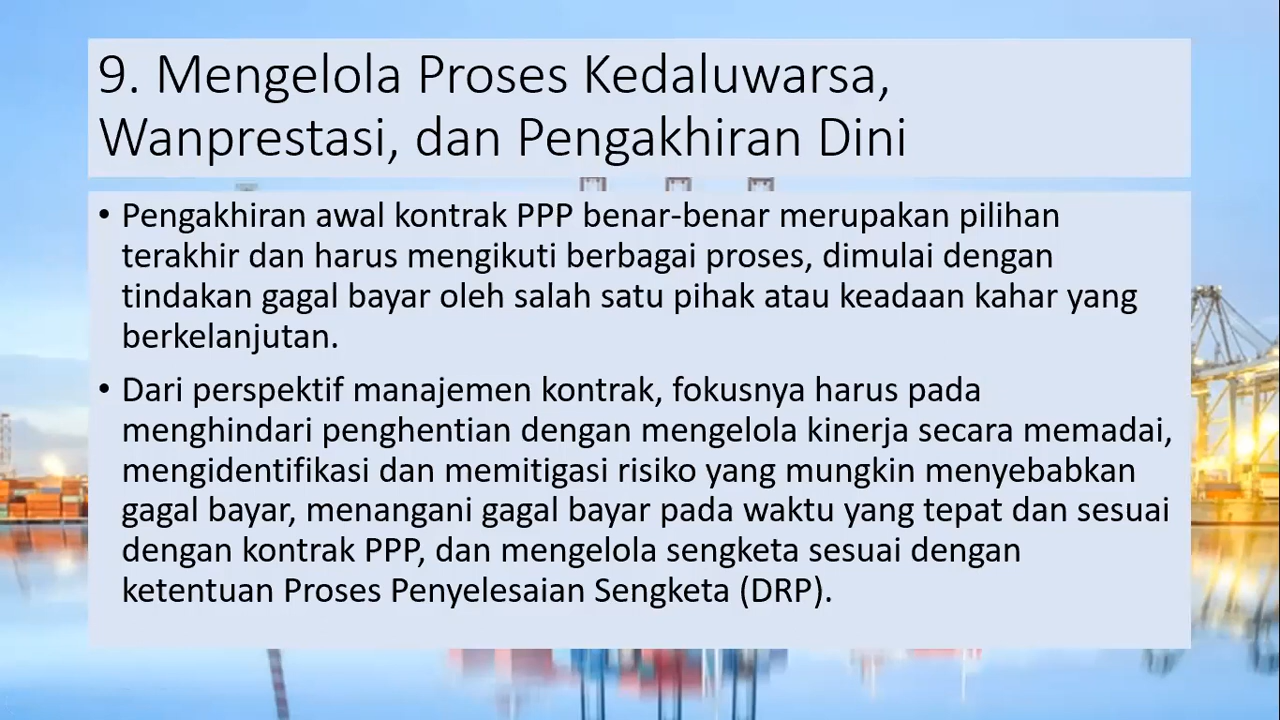 9. Mengelola Proses Kedaluwarsa,
Wanprestasi, dan Pengakhiran Dini
• Pengakhiran awal kontrak PPP benar-benar merupakan pilihan
terakhir dan harus mengikuti berbagai proses, dimulai dengan
tindakan gagal bayar oleh salah satu pihak atau keadaan kahar yang
berkelanjutan.
• Dari perspektif manajemen kontrak, fokusnya harus pada
menghindari penghentian dengan mengelola kinerja secara memadai,
mengidentifikasi dan memitigasi risiko yang mungkin menyebabkan
gagal bayar, menangani gagal bayar pada waktu yang tepat dan sesuai
dengan kontrak PPP, dan mengelola sengketa sesuai dengan
ketentuan Proses Penyelesaian Sengketa (DRP).